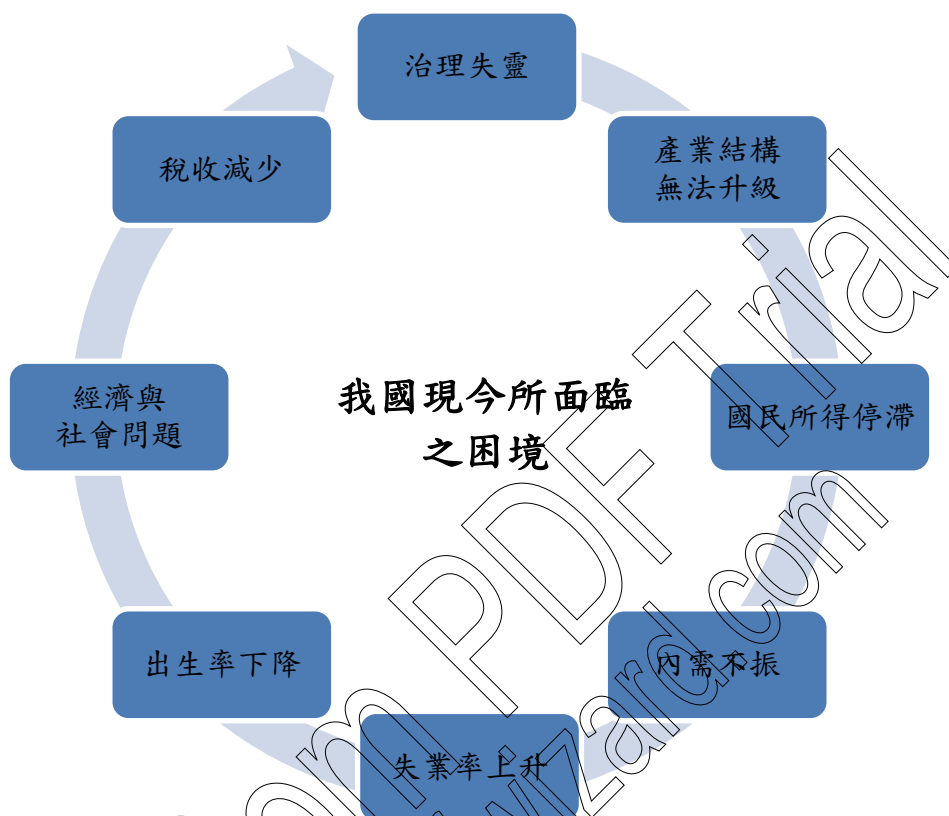 治理失靈
產業結構
無法升級
國民所得停滯
內需不振
失業率上升
出生率下降
經濟與
社會問題
稅收減少
我國現今所面臨
之困境
om PDF Trial
Wizard.com